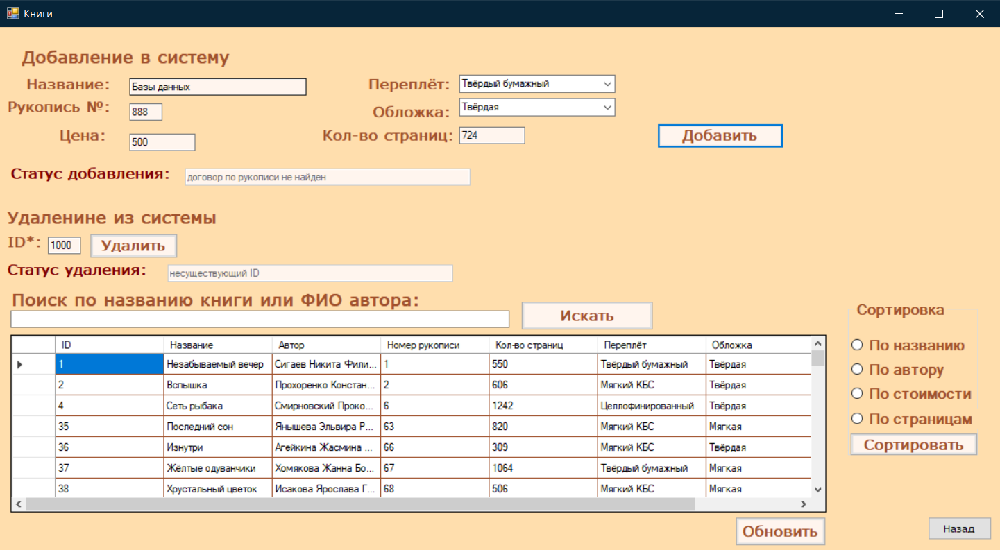 Книги
Добавление в систему
Название: Базы данных Переплёт: Твёрдый бумажный
Рукопись №: 888 Обложка: Твёрдая
Цена: 500 Кол-во страниц: 724 Добавить
Статус добавления: договор по рукописи не найден
Удаленине из системы
ID*: 1000 Удалить
Статус удаления: несуществующий ID
Поиск по названию книги или ФИО автора:
Искать
ID Название Автор Номер рукописи Кол-во страниц Переплёт Обложка
1 Незабываемый вечер Сигаев Никита Фили... 1 550 Твёрдый бумажный Твёрдая
2 Вспышка Прохоренко Констан... 2 606 Мягкий КБС Твёрдая
4 Сеть рыбака Смирновский Проко... 6 1242 Целлофинированный Твёрдая
35 Последний сон Янышева Эльвира Р... 63 820 Мягкий КБС Мягкая
36 Изнутри Агейкина Жасмина ... 66 309 Мягкий КБС Твёрдая
37 Жёлтые одуванчики Хомякова Жанна Бо... 67 1064 Твёрдый бумажный Мягкая
38 Хрустальный цветок Исакова Ярослава Г... 68 506 Мягкий КБС Мягкая
Сортировка
По названию
По автору
По стоимости
По страницам
Сортировать
Обновить
Назад